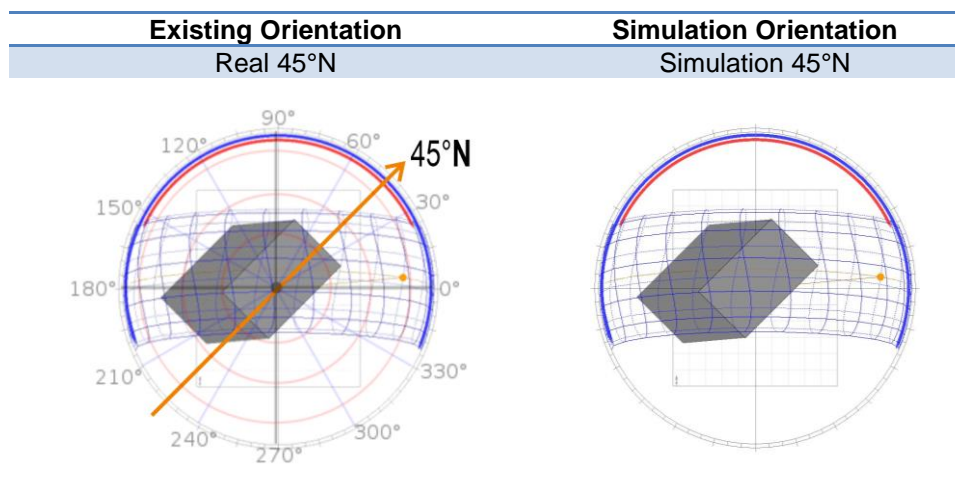 Existing Orientation Simulation Orientation
Real 45°N Simulation 45°N
90°
120° 60° 45°N
150° 30°
180° 0°
210° 330°
240° 300°
270°